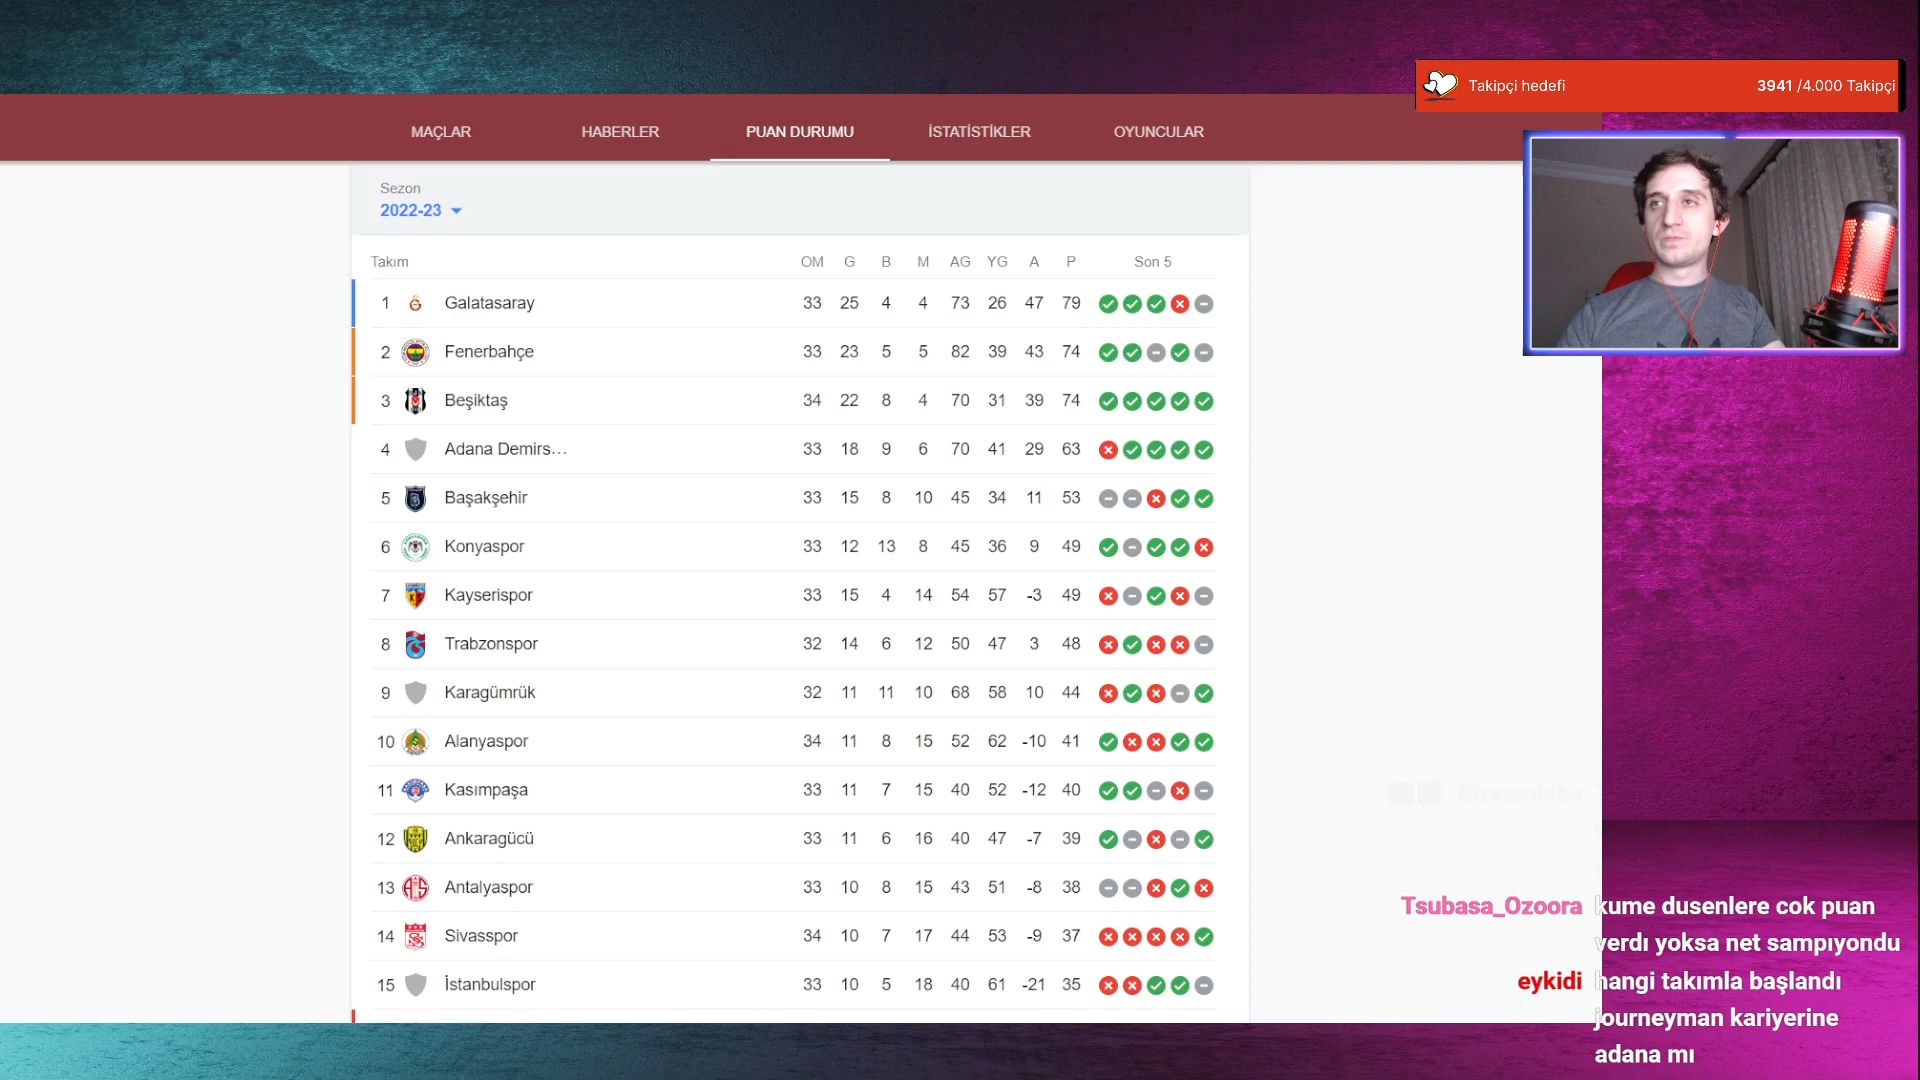 Takipçi hedefi 3941 /4.000 Takipçi
MAÇLAR HABERLER PUAN DURUMU İSTATİSTİKLER OYUNCULAR
Sezon
2022-23
Takım OM G B M AG YG A P Son 5
1 Galatasaray 33 25 4 4 73 26 47 79
2 Fenerbahçe 33 23 5 5 82 39 43 74
3 Beşiktaş 34 22 8 4 70 31 39 74
4 Adana Demirs... 33 18 9 6 70 41 29 63
5 Başakşehir 33 15 8 10 45 34 11 53
6 Konyaspor 33 12 13 8 45 36 9 49
7 Kayserispor 33 15 4 14 54 57 -3 49
8 Trabzonspor 32 14 6 12 50 47 3 48
9 Karagümrük 32 11 11 10 68 58 10 44
10 Alanyaspor 34 11 8 15 52 62 -10 41
11 Kasımpaşa 33 11 7 15 40 52 -12 40
12 Ankaragücü 33 11 6 16 40 47 -7 39
13 Antalyaspor 33 10 8 15 43 51 -8 38
14 Sivasspor 34 10 7 17 44 53 -9 37
15 İstanbulspor 33 10 5 18 40 61 -21 35
Tsubasa_Ozoora kume dusenlere cok puan
verdı yoksa net sampıyondu
eykidi hangi takımla başlandı
journeyman kariyerine
adana mı